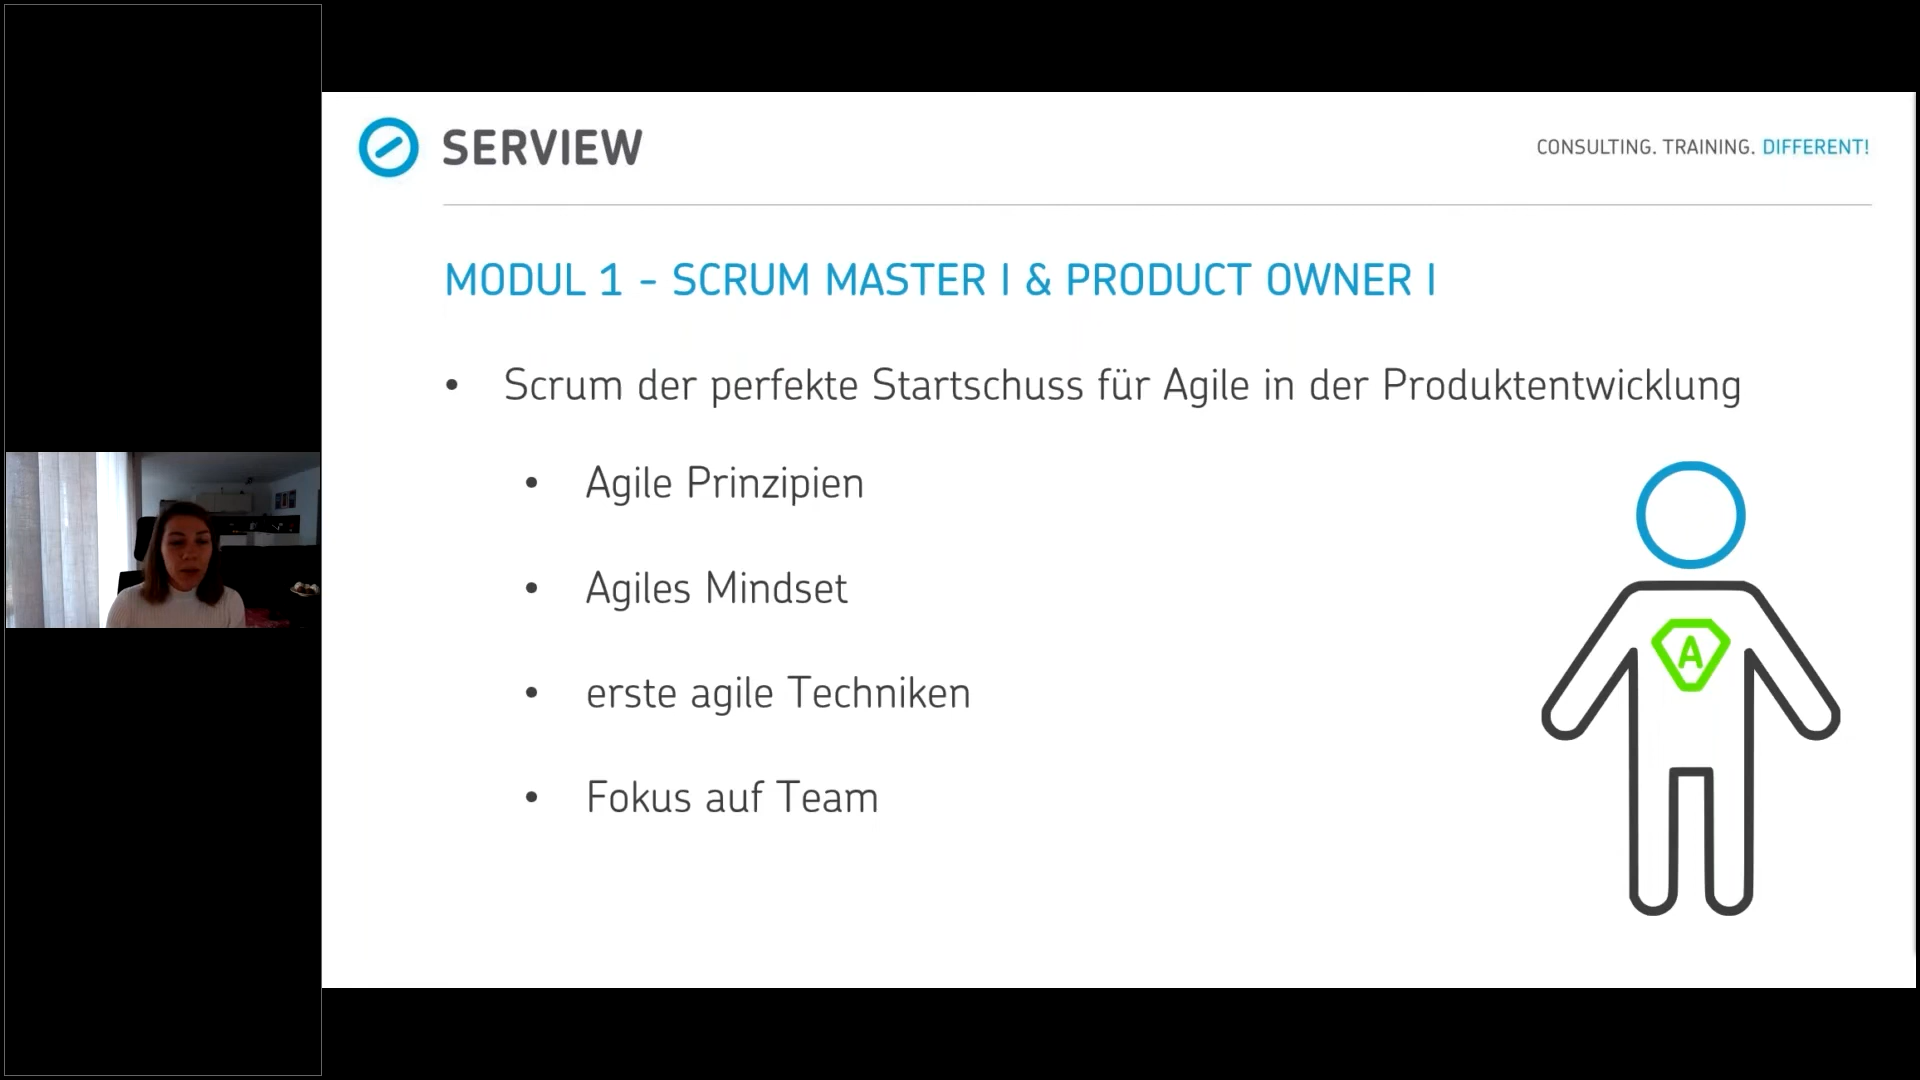 SERVIEW
CONSULTING. TRAINING. DIFFERENT!
MODUL 1 - SCRUM MASTER I & PRODUCT OWNER I
• Scrum der perfekte Startschuss für Agile in der Produktentwicklung
• Agile Prinzipien
• Agiles Mindset
• erste agile Techniken
• Fokus auf Team
A